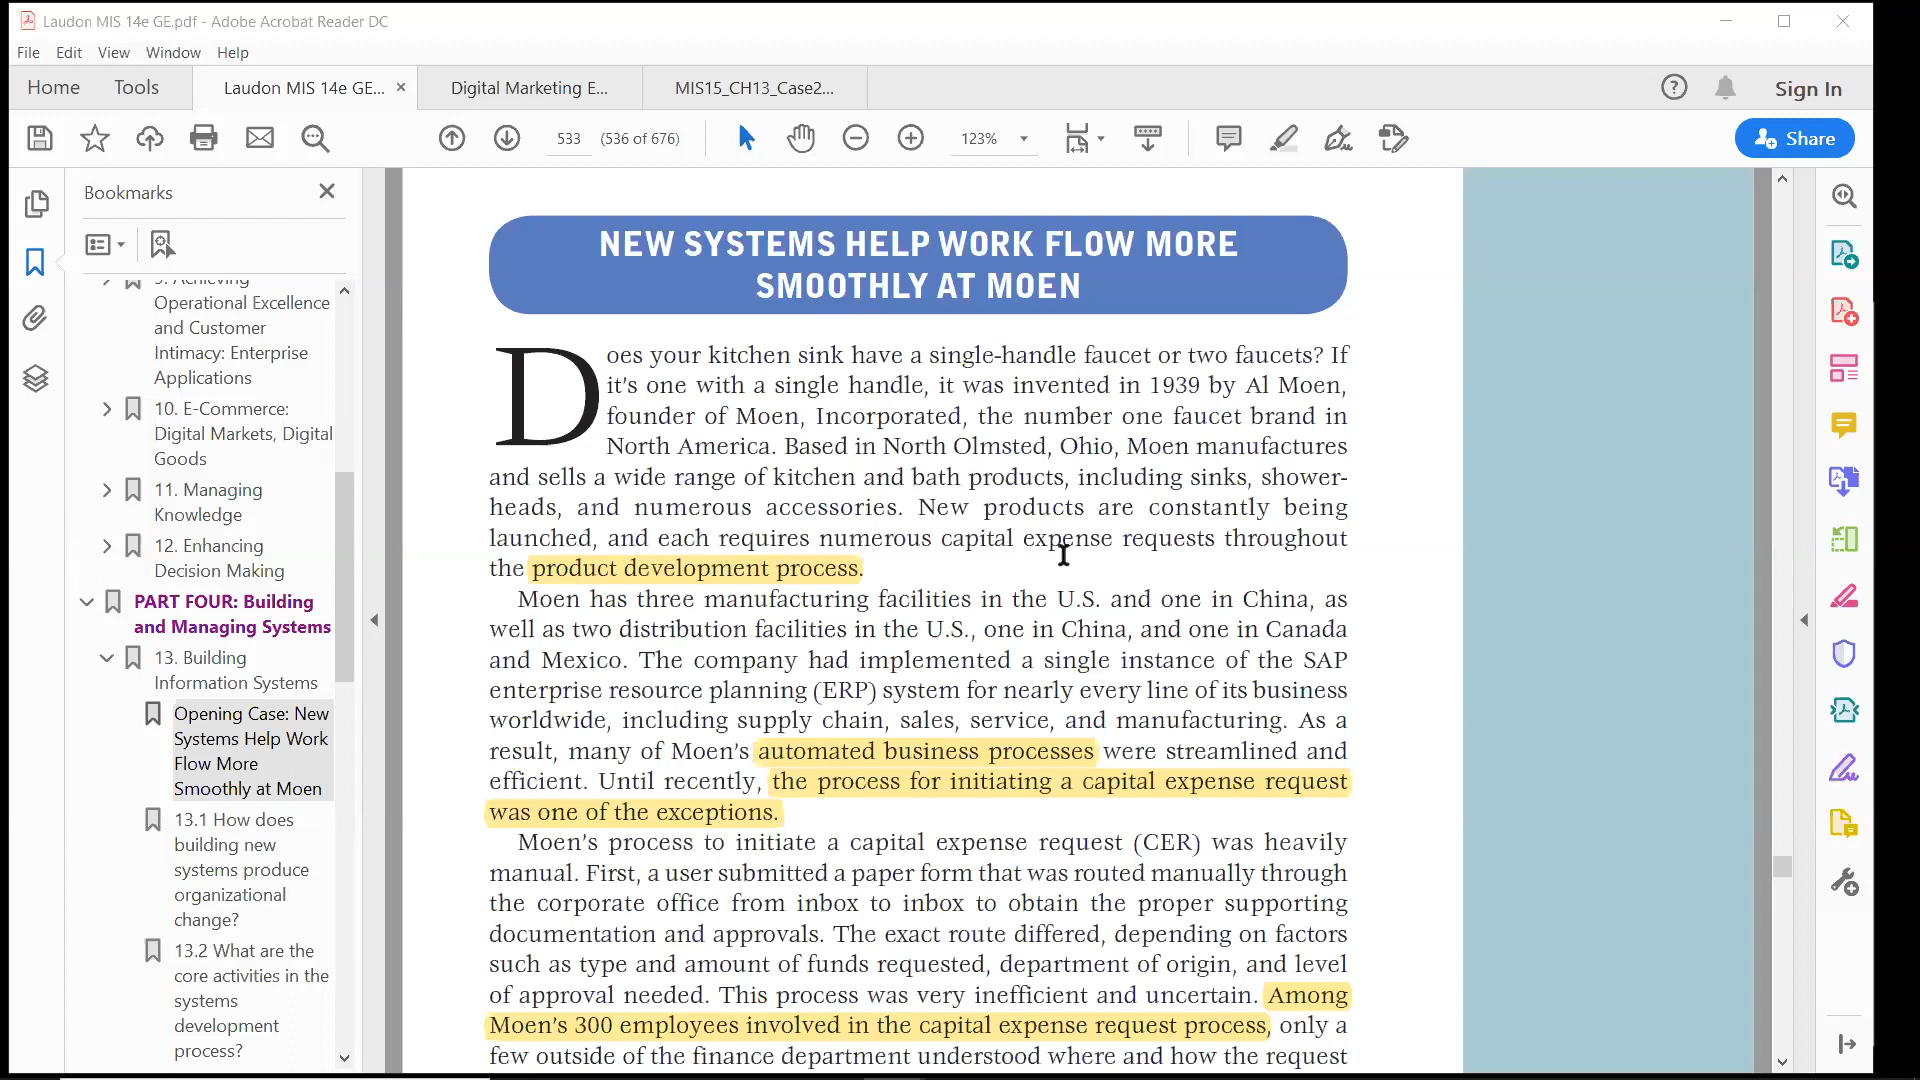 Laudon MIS 14e GE.pdf - Adobe Acrobat Reader DC
File Edit View Window Help
Home Tools Laudon MIS 14e GE... × Digital Marketing E... MIS15_CH13_Case2... Sign In
533 (536 of 676) 123% Share
Bookmarks
9. Achieving
Operational Excellence
and Customer
Intimacy: Enterprise
Applications
10. E-Commerce:
Digital Markets, Digital
Goods
11. Managing
Knowledge
12. Enhancing
Decision Making
PART FOUR: Building
and Managing Systems
13. Building
Information Systems
Opening Case: New
Systems Help Work
Flow More
Smoothly at Moen
13.1 How does
building new
systems produce
organizational
change?
13.2 What are the
core activities in the
systems
development
process?
NEW SYSTEMS HELP WORK FLOW MORE
SMOOTHLY AT MOEN
Does your kitchen sink have a single-handle faucet or two faucets? If
it's one with a single handle, it was invented in 1939 by Al Moen,
founder of Moen, Incorporated, the number one faucet brand in
North America. Based in North Olmsted, Ohio, Moen manufactures
and sells a wide range of kitchen and bath products, including sinks, shower-
heads, and numerous accessories. New products are constantly being
launched, and each requires numerous capital expense requests throughout
the product development process.
Moen has three manufacturing facilities in the U.S. and one in China, as
well as two distribution facilities in the U.S., one in China, and one in Canada
and Mexico. The company had implemented a single instance of the SAP
enterprise resource planning (ERP) system for nearly every line of its business
worldwide, including supply chain, sales, service, and manufacturing. As a
result, many of Moen's automated business processes were streamlined and
efficient. Until recently, the process for initiating a capital expense request
was one of the exceptions.
Moen's process to initiate a capital expense request (CER) was heavily
manual. First, a user submitted a paper form that was routed manually through
the corporate office from inbox to inbox to obtain the proper supporting
documentation and approvals. The exact route differed, depending on factors
such as type and amount of funds requested, department of origin, and level
of approval needed. This process was very inefficient and uncertain. Among
Moen's 300 employees involved in the capital expense request process, only a
few outside of the finance department understood where and how the request